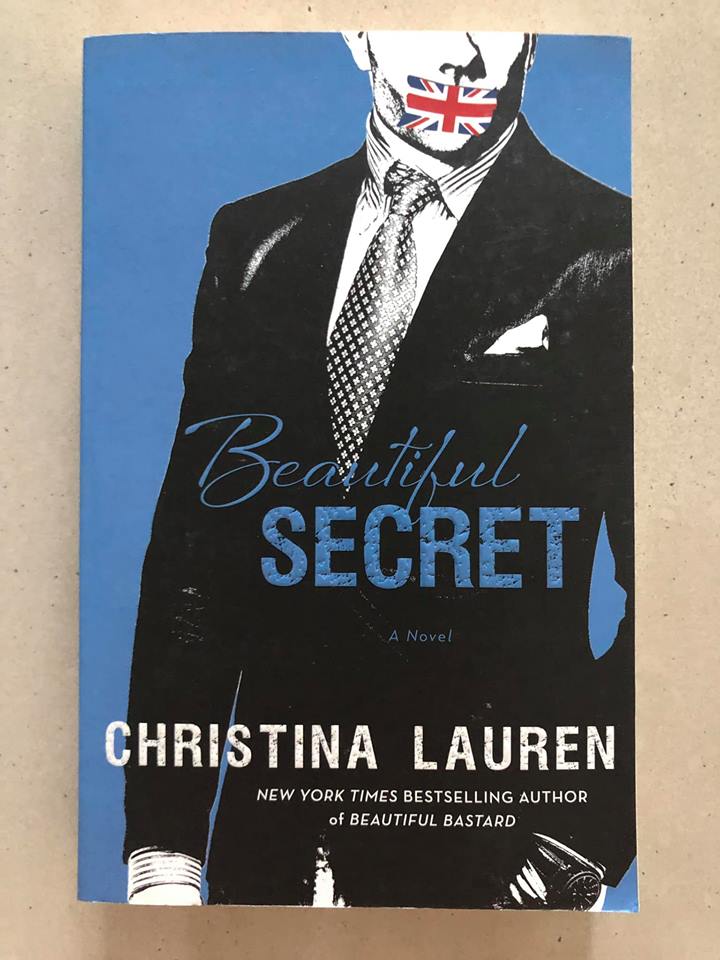 Beautiful
SECRET
A Novel
CHRISTINA LAUREN
NEW YORK TIMES BESTSELLING AUTHOR
of BEAUTIFUL BASTARD